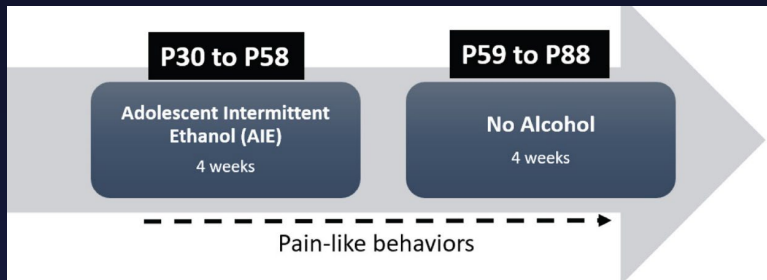 P30 to P58
P59 to P88
Adolescent Intermittent
Ethanol (AIE)
4 weeks
No Alcohol
4 weeks
Pain-like behaviors